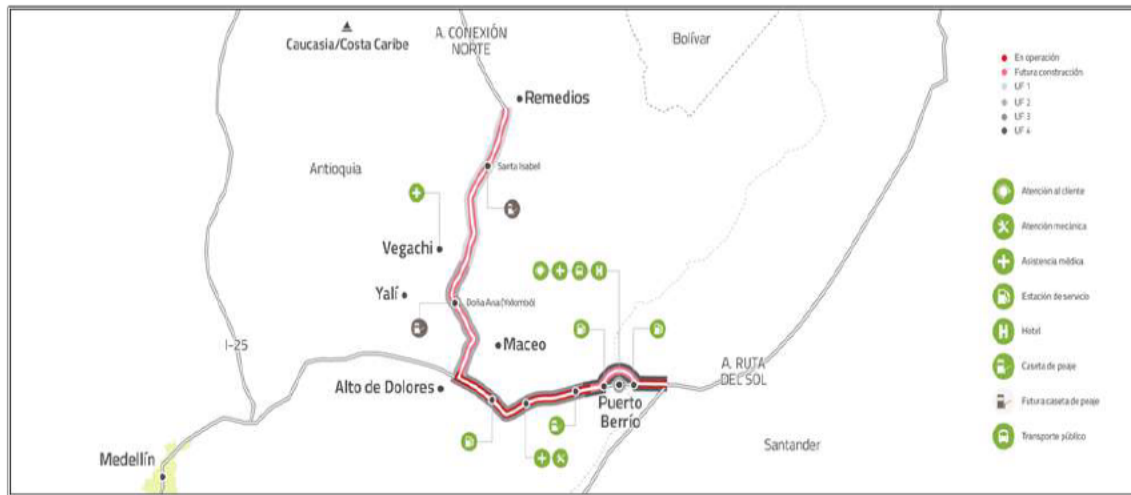 Caucasia/Costa Caribe
A. CONEXIÓN
NORTE
Bolívar
Remedios
Antioquia
Santa Isabel
Vegachi
Yalí
Doña Ana (Yolombó)
Maceo
I-25
Alto de Dolores
Puerto
Berrío
A. RUTA
DEL SOL
Santander
Medellín
En operación
Futura construcción
UF 1
UF 2
UF 3
UF 4
Atención al cliente
Atención mecánica
Asistencia médica
Estación de servicio
Hotel
Caseta de peaje
Futura caseta de peaje
Transporte público